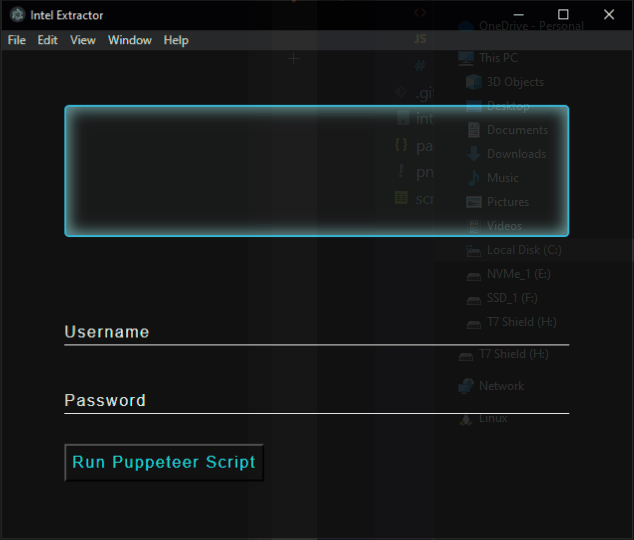 Intel Extractor
File Edit View Window Help
OneDrive - Personal
JS
This PC
#
3D Objects
.gi
Desktop
int
Documents
{} pa
Downloads
! pn
Music
scr
Pictures
Videos
Local Disk (C:)
NVMe_1 (E:)
SSD_1 (F:)
T7 Shield (H:)
Username
T7 Shield (H:)
Network
Password
Linux
Run Puppeteer Script